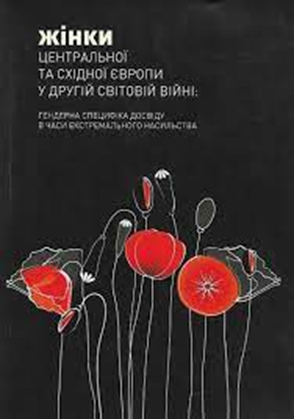 жінки
ЦЕНТРАЛЬНОЇ
ТА СХІДНОЇ ЄВРОПИ
У ДРУГІЙ СВІТОВІЙ ВІЙНІ:
ГЕНДЕРНА СПЕЦИФІКА ДОСВІДУ
В ЧАСИ ЕКСТРЕМАЛЬНОГО НАСИЛЬСТВА